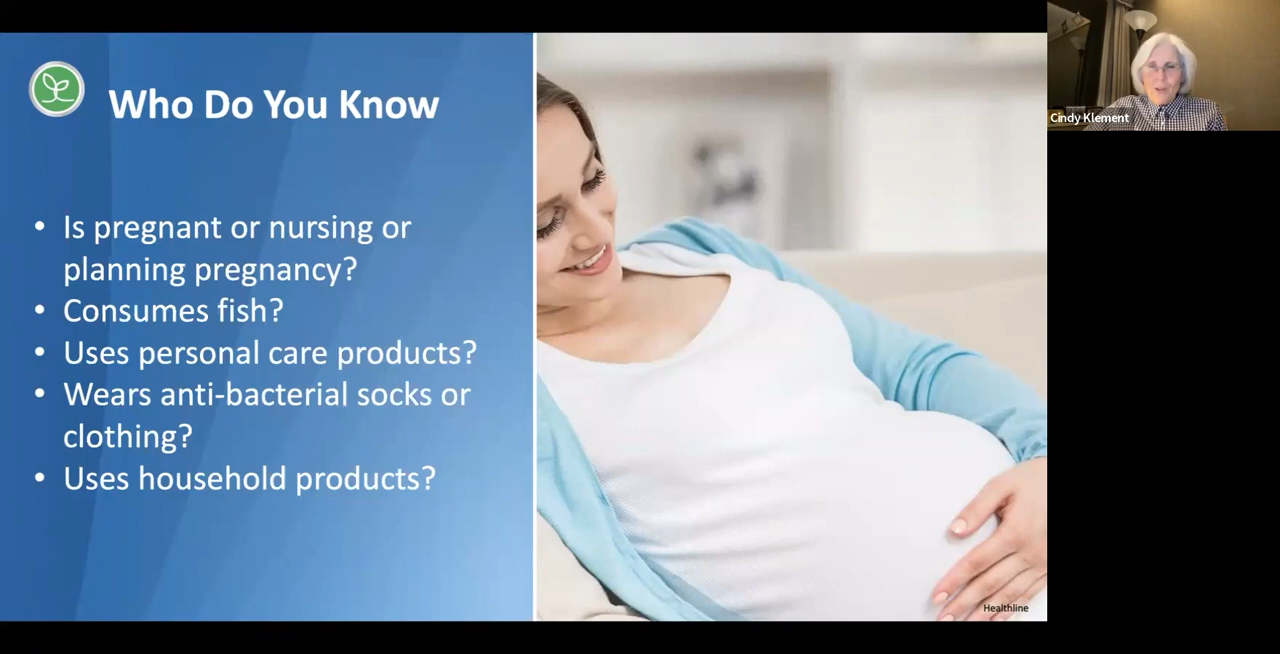 Who Do You Know
• Is pregnant or nursing or
planning pregnancy?
• Consumes fish?
• Uses personal care products?
• Wears anti-bacterial socks or
clothing?
• Uses household products?
Healthline
Cindy Klement